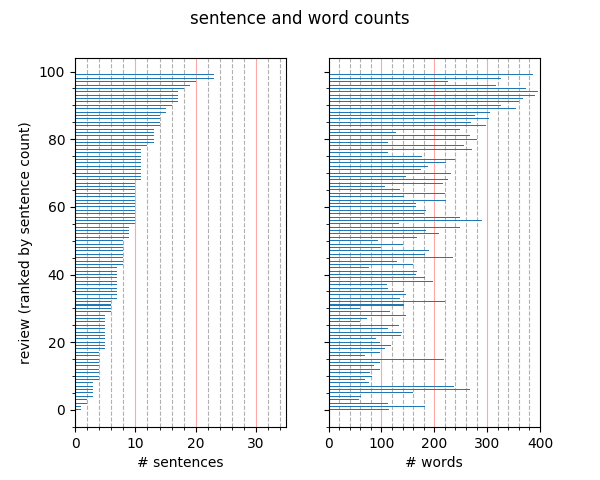 sentence and word counts
review (ranked by sentence count)
100
80
60
40
20
0
0 10 20 30
# sentences
0 100 200 300 400
# words